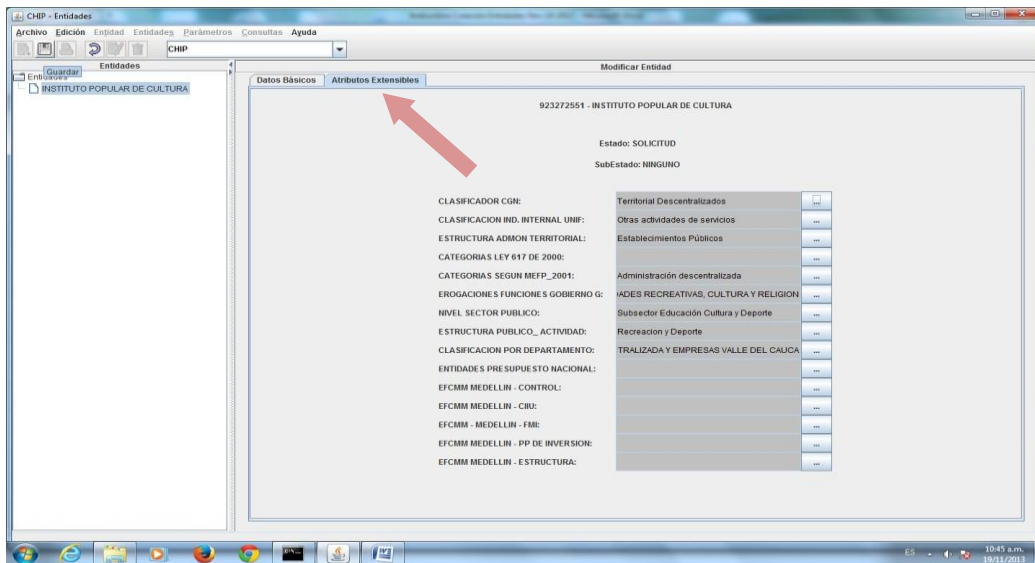 CHIP - Entidades
Archivo Edición Entidad Entidades Parámetros Consultas Ayuda
CHIP
Entidades
Modificar Entidad
Guardar
Entidades
INSTITUTO POPULAR DE CULTURA
Datos Básicos Atributos Extensibles
923272551 - INSTITUTO POPULAR DE CULTURA
Estado: SOLICITUD
SubEstado: NINGUNO
CLASIFICADOR CGN: Territorial Descentralizados ...
CLASIFICACION IND. INTERNAL UNIF: Otras actividades de servicios ...
ESTRUCTURA ADMON TERRITORIAL: Establecimientos Públicos ...
CATEGORIAS LEY 617 DE 2000: ...
CATEGORIAS SEGUN MEFP_2001: Administración descentralizada ...
EROGACIONES FUNCIONES GOBIERNO G: ADES RECREATIVAS, CULTURA Y RELIGION ...
NIVEL SECTOR PUBLICO: Subsector Educación Cultura y Deporte ...
ESTRUCTURA PUBLICO_ ACTIVIDAD: Recreacion y Deporte ...
CLASIFICACION POR DEPARTAMENTO: TRALIZADA Y EMPRESAS VALLE DEL CAUCA ...
ENTIDADES PRESUPUESTO NACIONAL: ...
EFCMM MEDELLIN - CONTROL: ...
EFCMM MEDELLIN - CIIU: ...
EFCMM - MEDELLIN - FMI: ...
EFCMM MEDELLIN - PP DE INVERSION: ...
EFCMM MEDELLIN - ESTRUCTURA: ...
ES
10:45 a.m.
19/11/2013